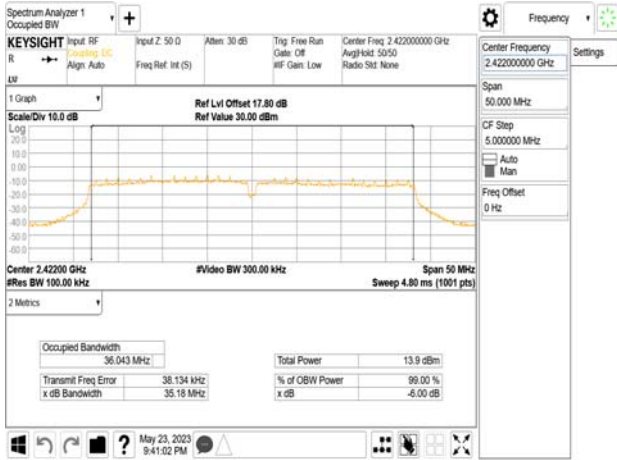 Spectrum Analyzer 1
Occupied BW
Frequency
KEYSIGHT Input: RF Input Z: 50 Ω Atten: 30 dB Trig: Free Run Center Freq: 2.422000000 GHz
R Coupling: DC Gate: Off Avg|Hold: 50/50
Align: Auto Freq Ref: Int (S) #IF Gain: Low Radio Std: None
Center Frequency
2.422000000 GHz
Settings
Span
50.000 MHz
CF Step
5.000000 MHz
Auto
Man
Freq Offset
0 Hz
1 Graph
Ref Lvl Offset 17.80 dB
Scale/Div 10.0 dB Ref Value 30.00 dBm
Log
20.0
10.0
0.00
-10.0
-20.0
-30.0
-40.0
-50.0
-60.0
Center 2.42200 GHz #Video BW 300.00 kHz Span 50 MHz
#Res BW 100.00 kHz Sweep 4.80 ms (1001 pts)
2 Metrics
Occupied Bandwidth
36.043 MHz Total Power 13.9 dBm
Transmit Freq Error 38.134 kHz % of OBW Power 99.00 %
x dB Bandwidth 35.18 MHz x dB -6.00 dB
? May 23, 2023
9:41:02 PM